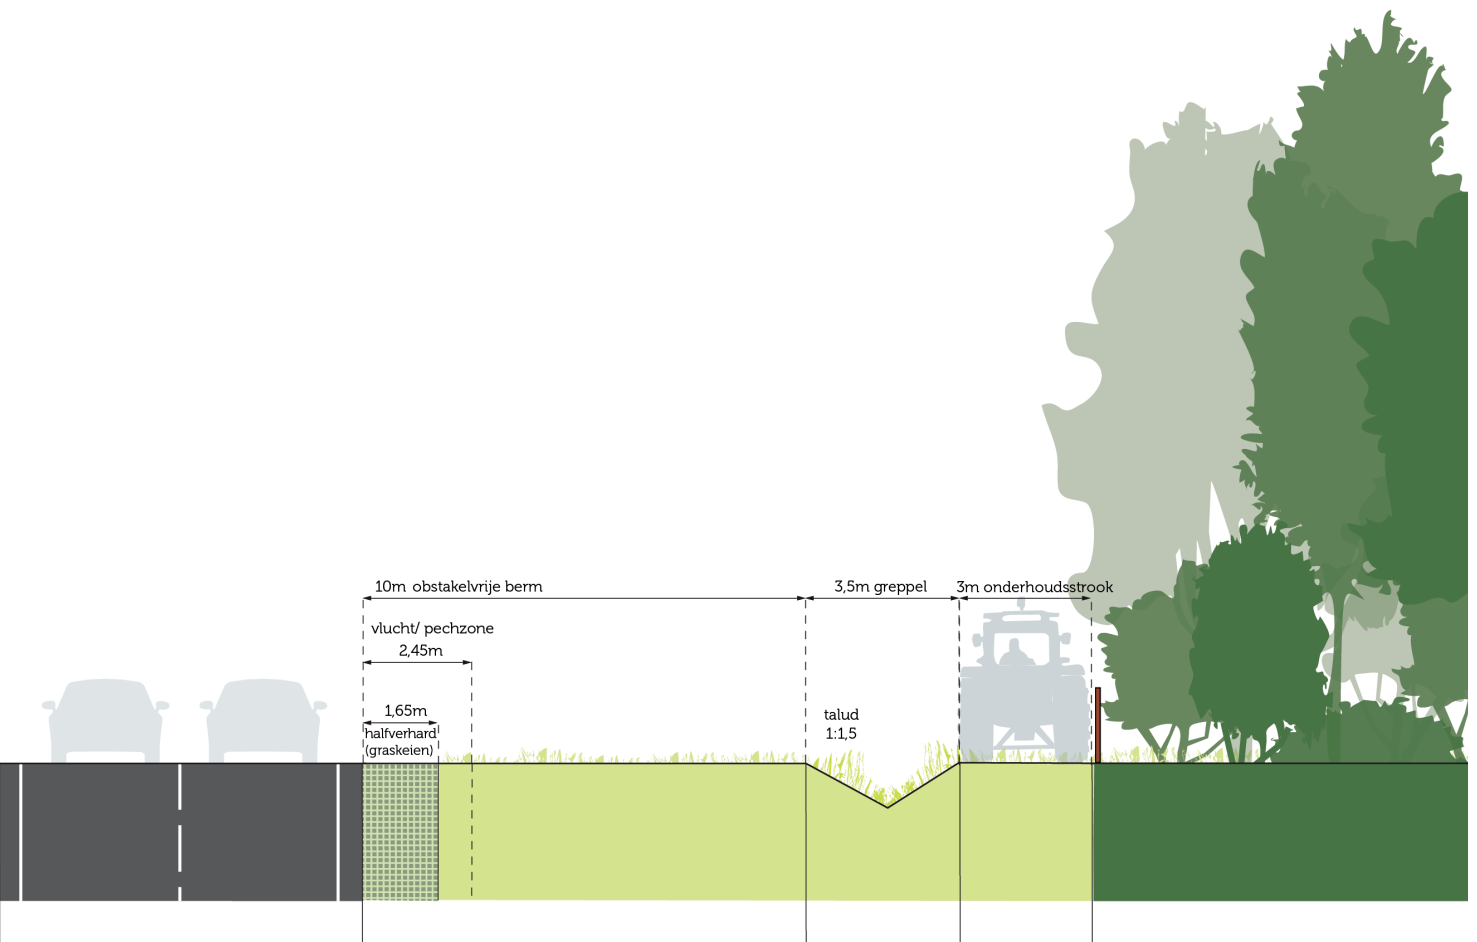 10m obstakelvrije berm
3,5m greppel
3m onderhoudsstrook
vlucht/ pechzone
2,45m
1,65m
halfverhard
(graskeien)
talud
1:1,5